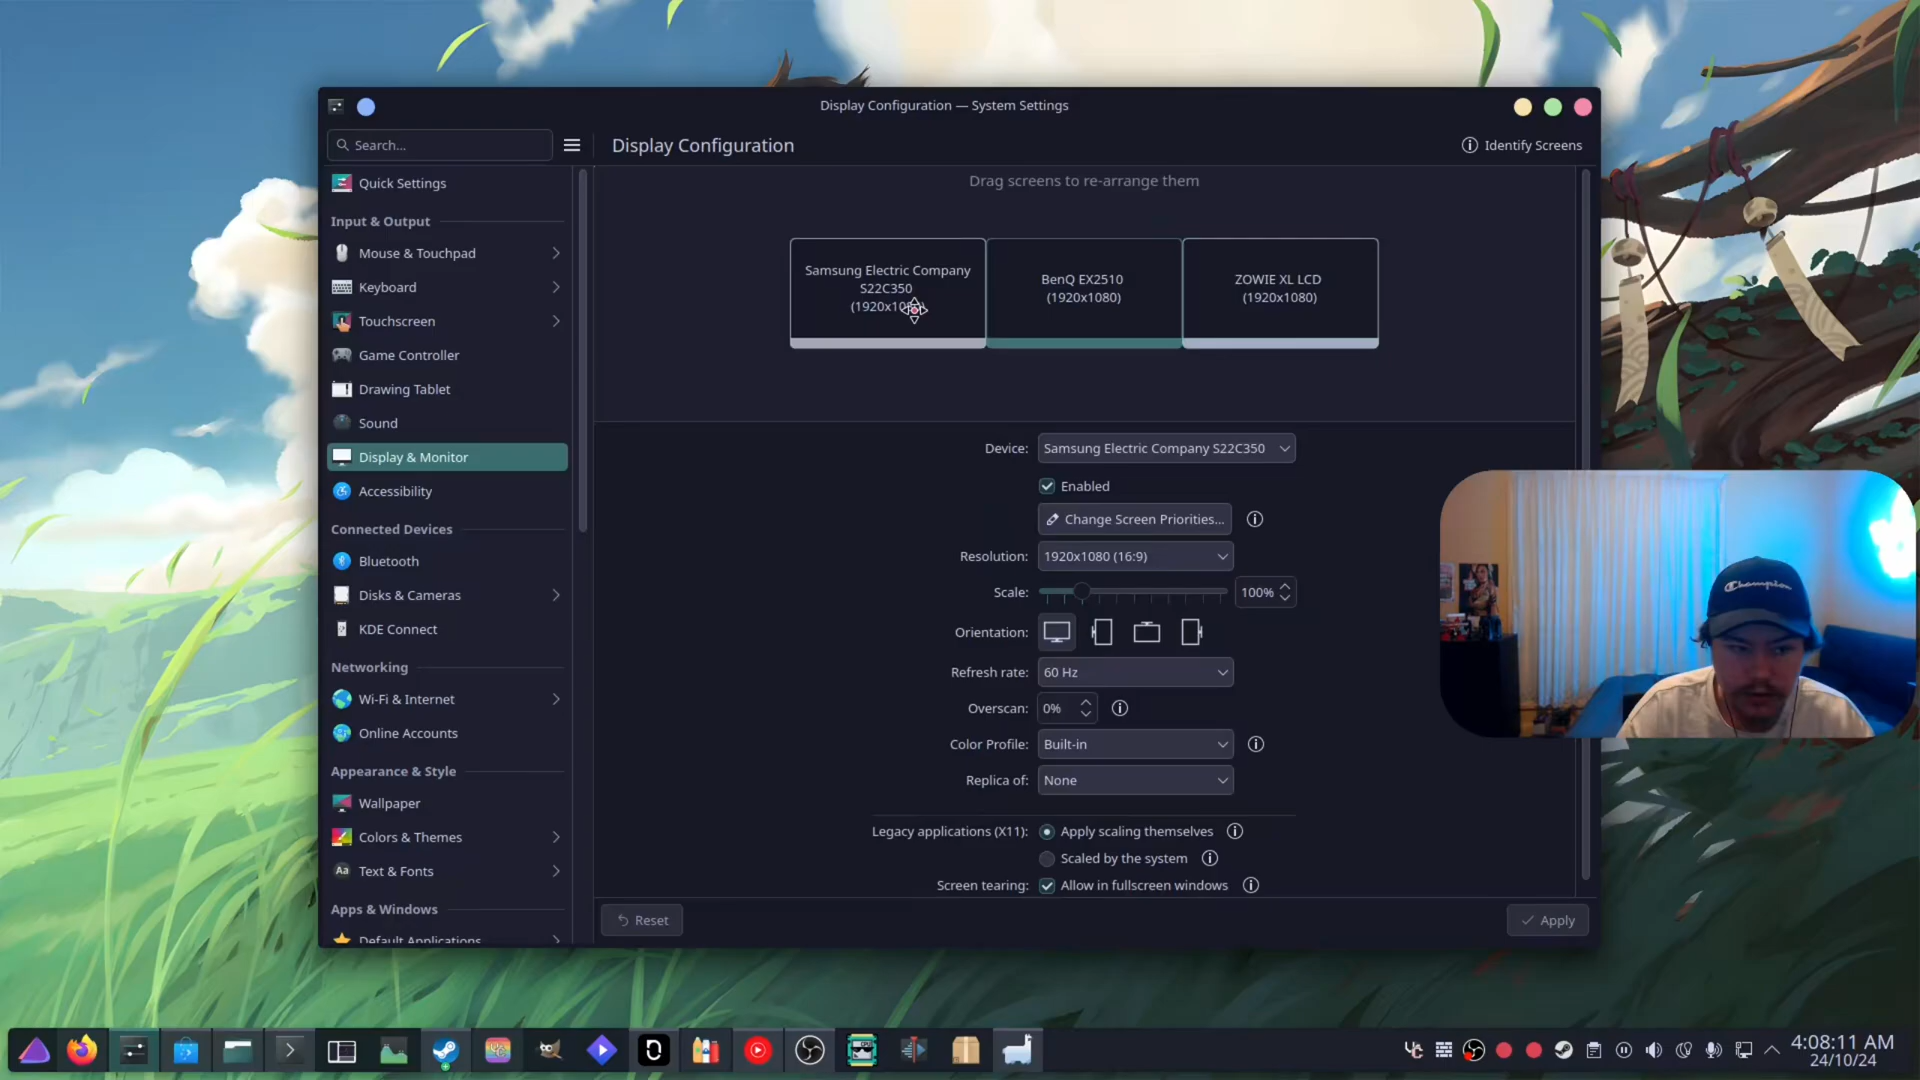 Display Configuration — System Settings
Search...
Display Configuration
Identify Screens
Quick Settings
Input & Output
Mouse & Touchpad
Keyboard
Touchscreen
Game Controller
Drawing Tablet
Sound
Display & Monitor
Accessibility
Connected Devices
Bluetooth
Disks & Cameras
KDE Connect
Networking
Wi-Fi & Internet
Online Accounts
Appearance & Style
Wallpaper
Colors & Themes
Aa Text & Fonts
Apps & Windows
Default Applications
Drag screens to re-arrange them
Samsung Electric Company
S22C350
BenQ EX2510
(1920x1080)
ZOWIE XL LCD
(1920x1080)
Device: Samsung Electric Company S22C350
Enabled
Change Screen Priorities...
Resolution: 1920x1080 (16:9)
Scale: 100%
Orientation:
Refresh rate: 60 Hz
Overscan: 0%
Color Profile: Built-in
Replica of: None
Legacy applications (X11): Apply scaling themselves
Scaled by the system
Screen tearing: Allow in fullscreen windows
Reset
Apply
Champion
4:08:11 AM
24/10/24